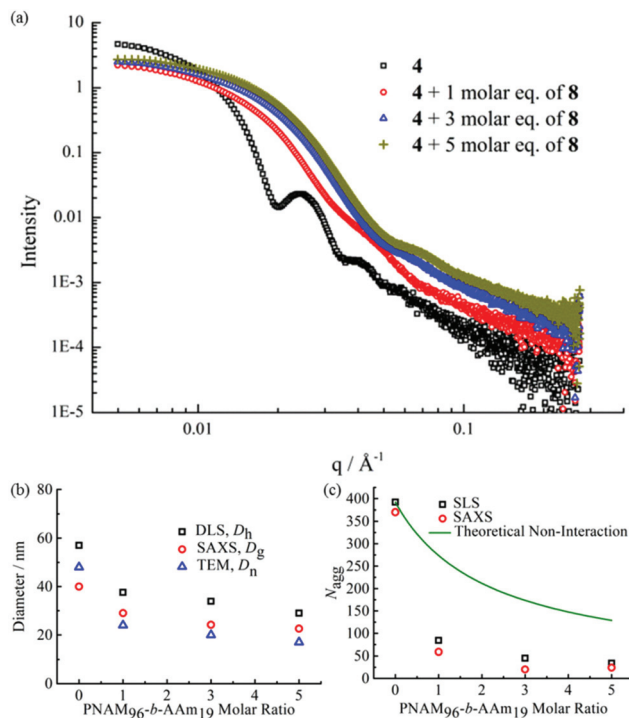 (a)
10
1
0.1
0.01
1E-3
1E-4
1E-5
Intensity
4
4 + 1 molar eq. of 8
4 + 3 molar eq. of 8
4 + 5 molar eq. of 8
0.01 0.1
q / Å⁻¹
(b)
80
60
40
20
0
Diameter / nm
DLS, Dh
SAXS, Dg
TEM, Dn
0 1 2 3 4 5
PNAM₉₆-b-AAm₁₉ Molar Ratio
(c)
450
400
350
300
250
200
150
100
50
0
Nagg
SLS
SAXS
Theoretical Non-Interaction
0 1 2 3 4 5
PNAM₉₆-b-AAm₁₉ Molar Ratio